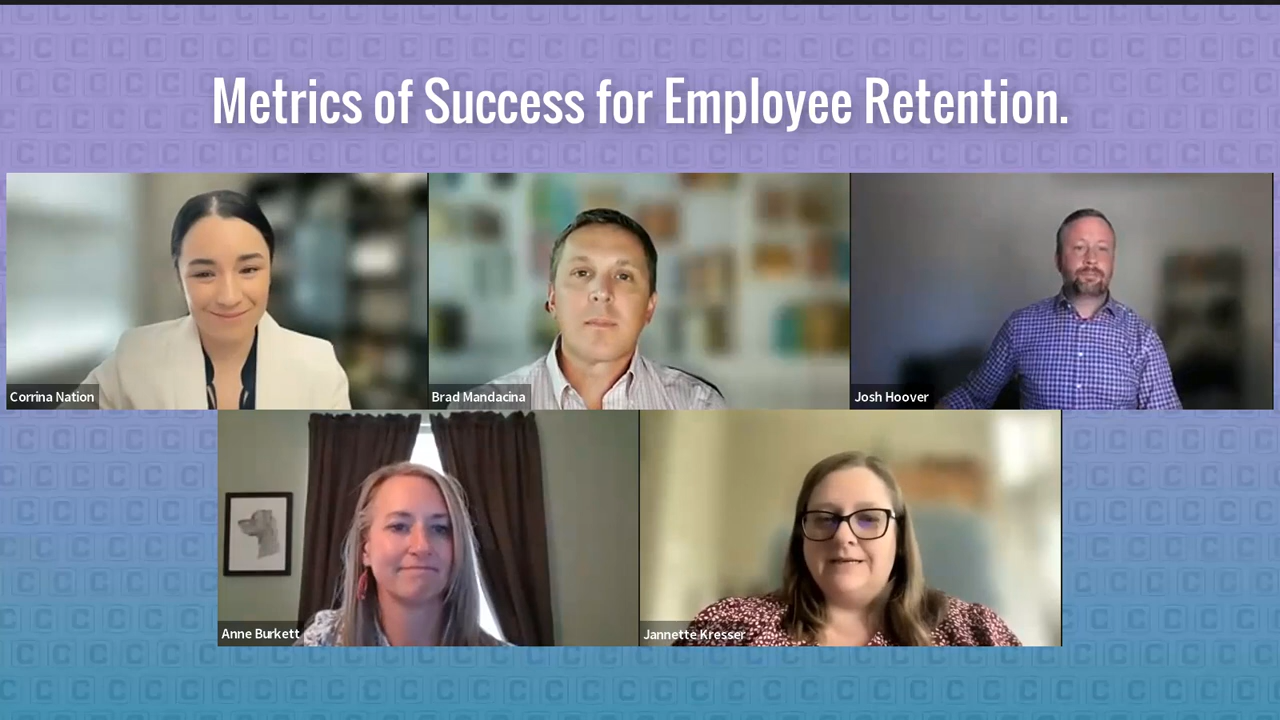 Metrics of Success for Employee Retention.
Corrina Nation
Brad Mandacina
Josh Hoover
Anne Burkett
Jannette Kresser